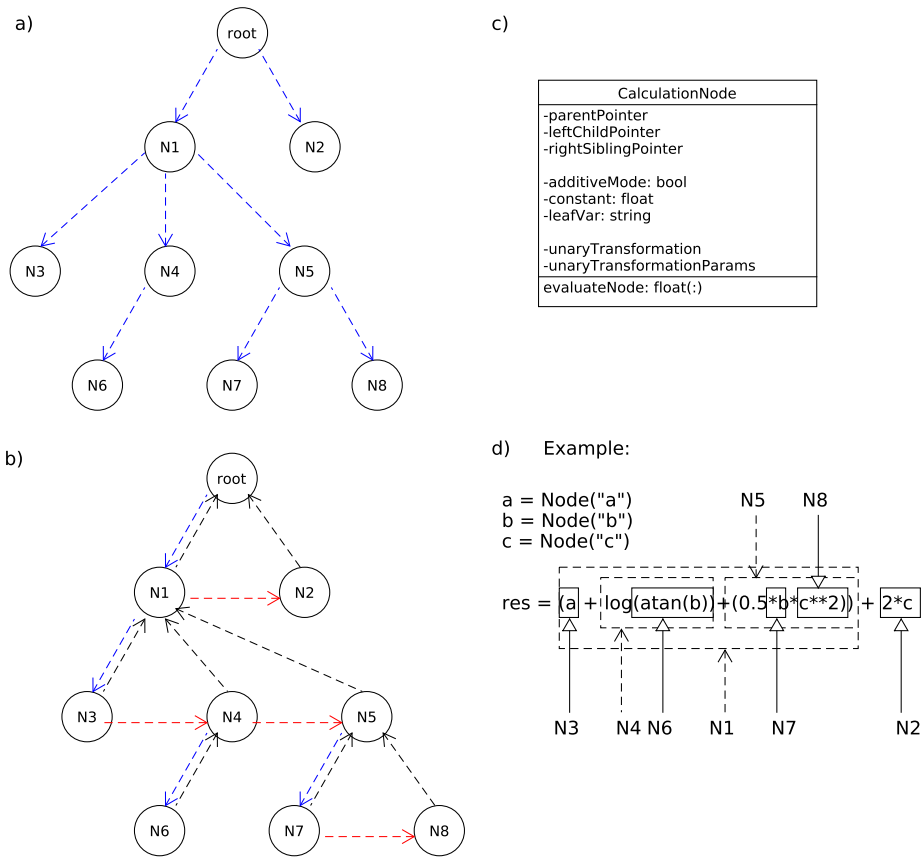 a)
root
N1
N2
N3
N4
N5
N6
N7
N8
c)
CalculationNode
-parentPointer
-leftChildPointer
-rightSiblingPointer
-additiveMode: bool
-constant: float
-leafVar: string
-unaryTransformation
-unaryTransformationParams
evaluateNode: float(:)
b)
root
N1
N2
N3
N4
N5
N6
N7
N8
d) Example:
a = Node("a")
b = Node("b")
c = Node("c")
N5 N8
res = (a + log(atan(b))+(0.5*b*c**2)) + 2*c
N3 N4 N6 N1 N7 N2